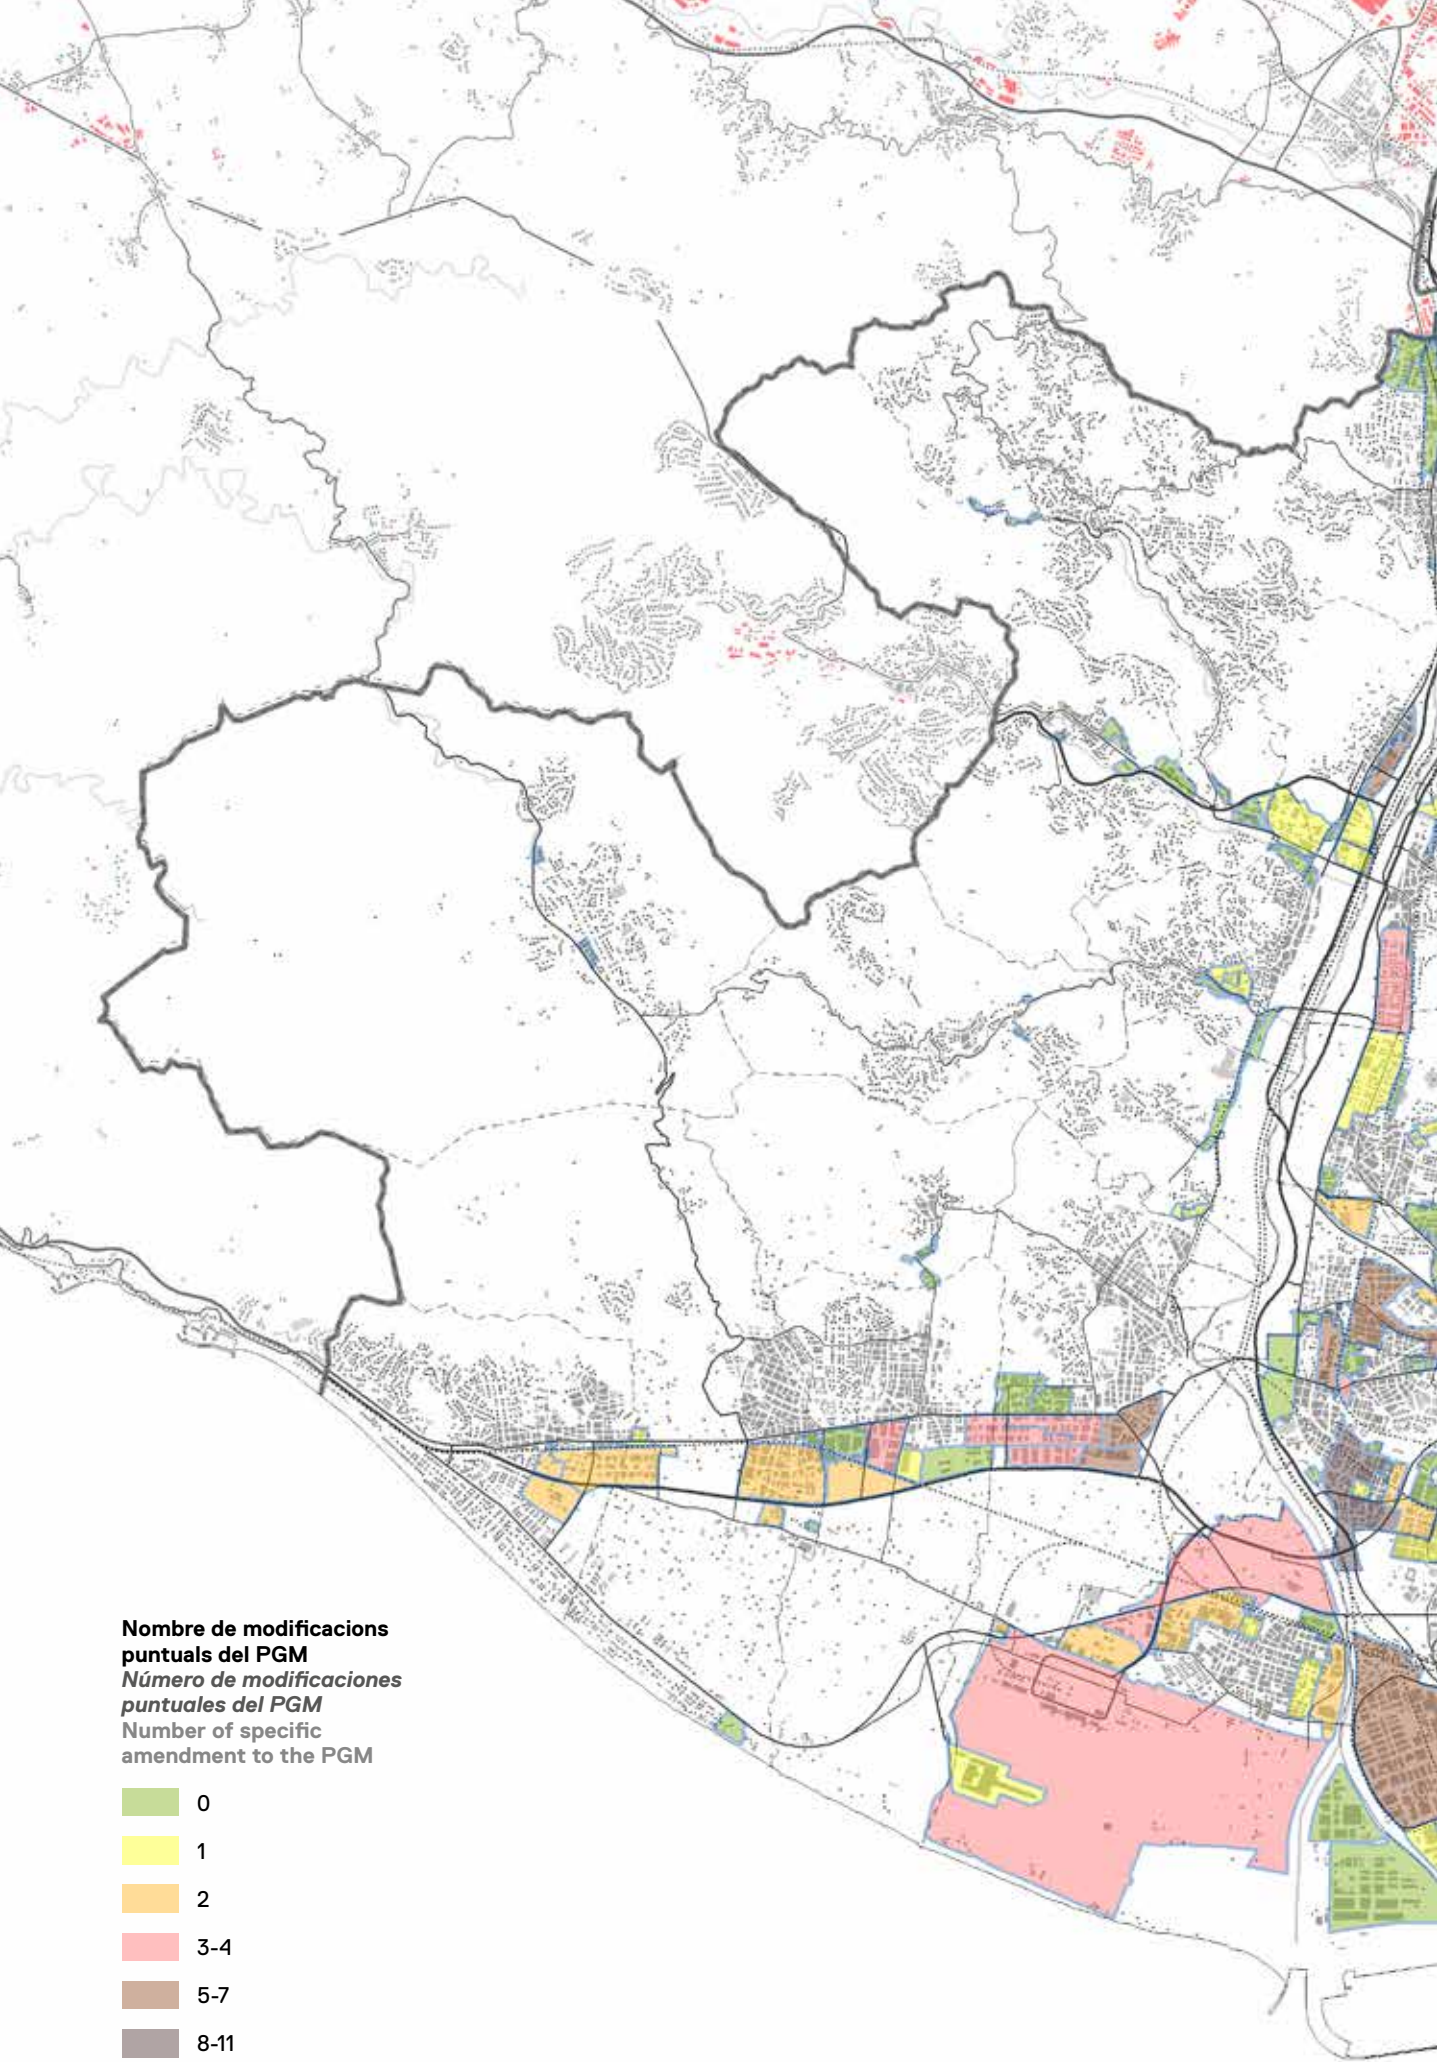 Nombre de modificacions
puntuals del PGM
Número de modificaciones
puntuales del PGM
Number of specific
amendment to the PGM
0
1
2
3-4
5-7
8-11